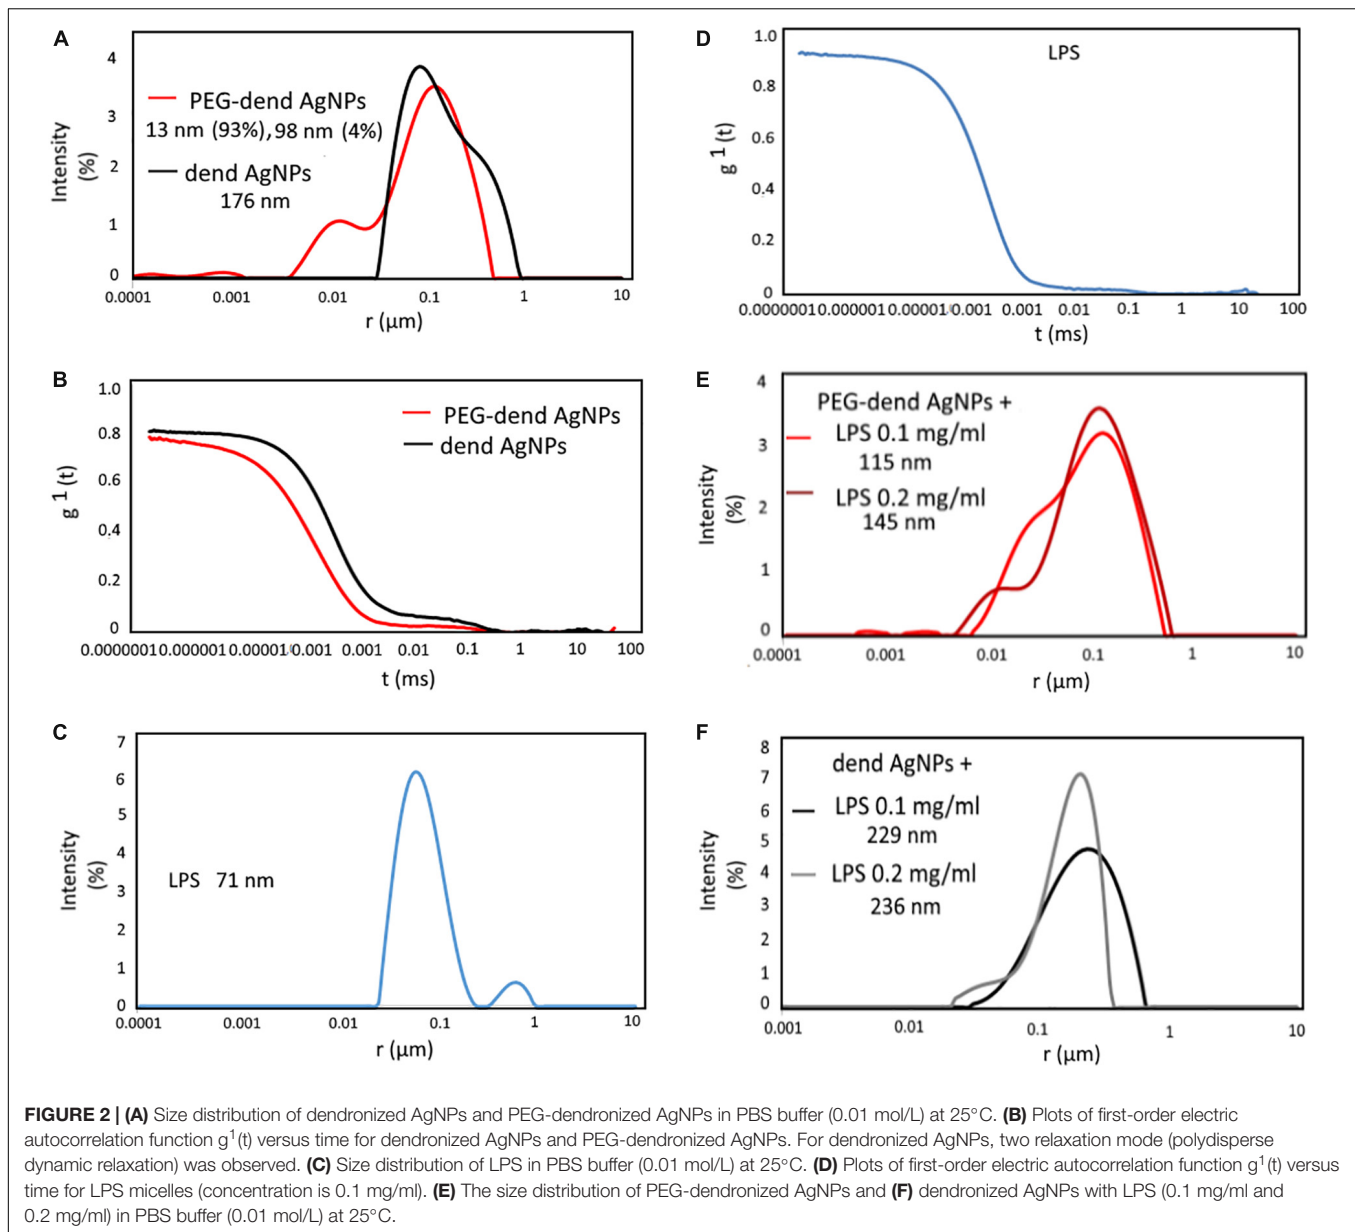 A
4
3
2
1
0
Intensity
(%)
PEG-dend AgNPs
13 nm (93%), 98 nm (4%)
dend AgNPs
176 nm
0.0001 0.001 0.01 0.1 1 10
r (µm)
D
1.0
0.8
0.6
0.4
0.2
0
g¹(t)
LPS
0.0000001 0.000001 0.00001 0.001 0.001 0.01 0.1 1 10 100
t (ms)
B
1.0
0.8
0.6
0.4
0.2
0
g¹(t)
PEG-dend AgNPs
dend AgNPs
0.0000001 0.000001 0.00001 0.001 0.001 0.01 0.1 1 10 100
t (ms)
E
4
3
2
1
0
Intensity
(%)
PEG-dend AgNPs +
LPS 0.1 mg/ml
115 nm
LPS 0.2 mg/ml
145 nm
0.0001 0.001 0.01 0.1 1 10
r (µm)
C
7
6
5
4
3
2
1
0
Intensity
(%)
LPS 71 nm
0.0001 0.001 0.01 0.1 1 10
r (µm)
F
8
7
6
5
4
3
2
1
0
Intensity
(%)
dend AgNPs +
LPS 0.1 mg/ml
229 nm
LPS 0.2 mg/ml
236 nm
0.001 0.01 0.1 1 10
r (µm)
FIGURE 2 | (A) Size distribution of dendronized AgNPs and PEG-dendronized AgNPs in PBS buffer (0.01 mol/L) at 25°C. (B) Plots of first-order electric
autocorrelation function g¹(t) versus time for dendronized AgNPs and PEG-dendronized AgNPs. For dendronized AgNPs, two relaxation mode (polydisperse
dynamic relaxation) was observed. (C) Size distribution of LPS in PBS buffer (0.01 mol/L) at 25°C. (D) Plots of first-order electric autocorrelation function g¹(t) versus
time for LPS micelles (concentration is 0.1 mg/ml). (E) The size distribution of PEG-dendronized AgNPs and (F) dendronized AgNPs with LPS (0.1 mg/ml and
0.2 mg/ml) in PBS buffer (0.01 mol/L) at 25°C.